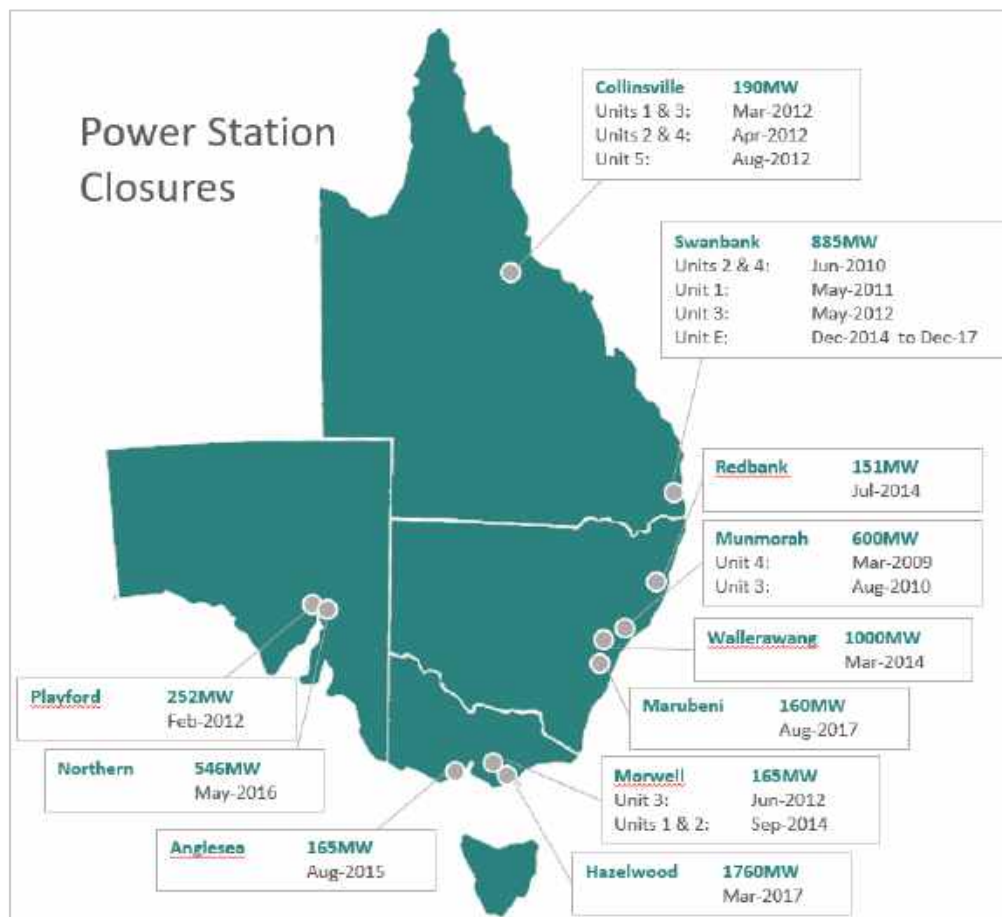 Power Station
Closures
Collinsville 190MW
Units 1 & 3: Mar-2012
Units 2 & 4: Apr-2012
Unit 5: Aug-2012
Swanbank 885MW
Units 2 & 4: Jun-2010
Unit 1: May-2011
Unit 3: May-2012
Unit E: Dec-2014 to Dec-17
Redbank 151MW
Jul-2014
Munmorah 600MW
Unit 4: Mar-2009
Unit 3: Aug-2010
Wallerawang 1000MW
Mar-2014
Marubeni 160MW
Aug-2017
Playford 252MW
Feb-2012
Northern 546MW
May-2016
Morwell 165MW
Unit 3: Jun-2012
Units 1 & 2: Sep-2014
Anglesea 165MW
Aug-2015
Hazelwood 1760MW
Mar-2017